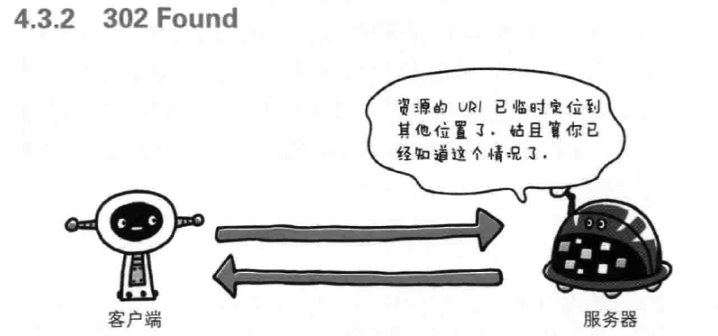 4.3.2 302 Found
资源的 URI 已临时定位到
其他位置了．姑且算你已
经知道这个情况了．
客户端
服务器